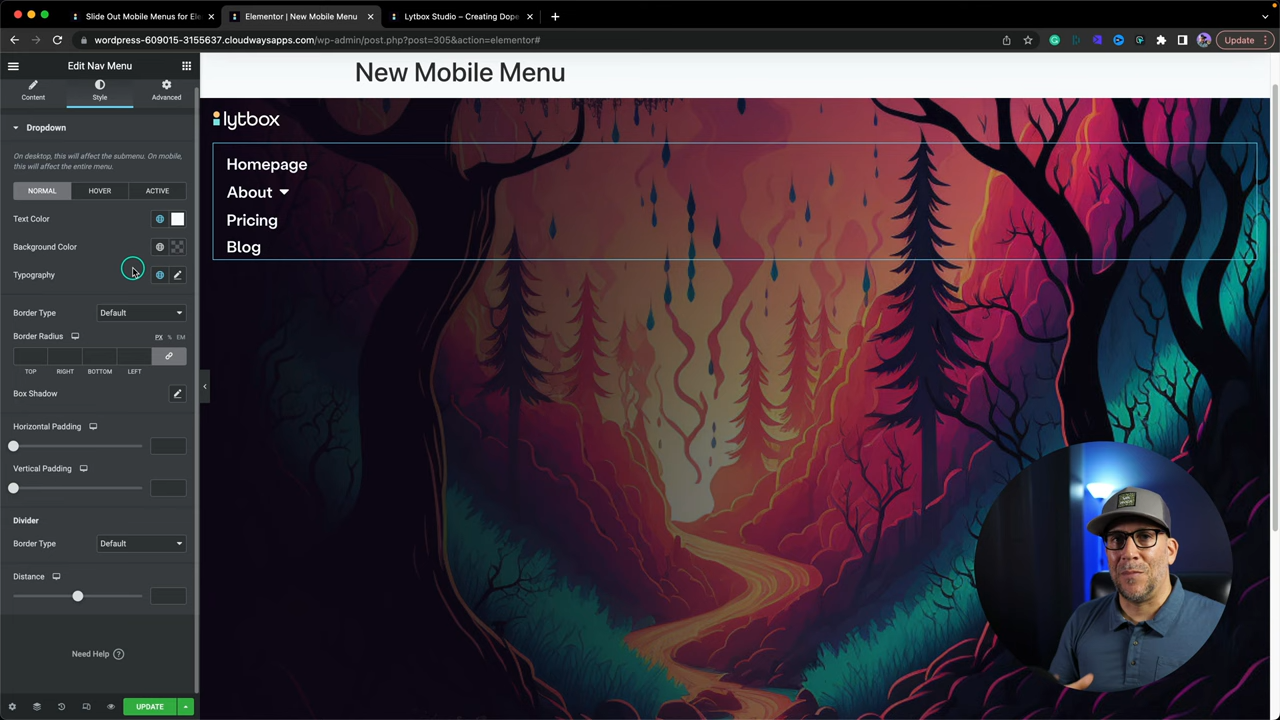 Slide Out Mobile Menus for Ele
Elementor | New Mobile Menu
Lytbox Studio – Creating Dope
wordpress-609015-3155637.cloudwaysapps.com/wp-admin/post.php?post=305&action=elementor#
Update
Edit Nav Menu
Content
Style
Advanced
Dropdown
On desktop, this will affect the submenu. On mobile,
this will affect the entire menu.
NORMAL
HOVER
ACTIVE
Text Color
Background Color
Typography
Border Type
Default
Border Radius
PX % EM
TOP RIGHT BOTTOM LEFT
Box Shadow
Horizontal Padding
Vertical Padding
Divider
Border Type
Default
Distance
Need Help
UPDATE
New Mobile Menu
lytbox
Homepage
About
Pricing
Blog